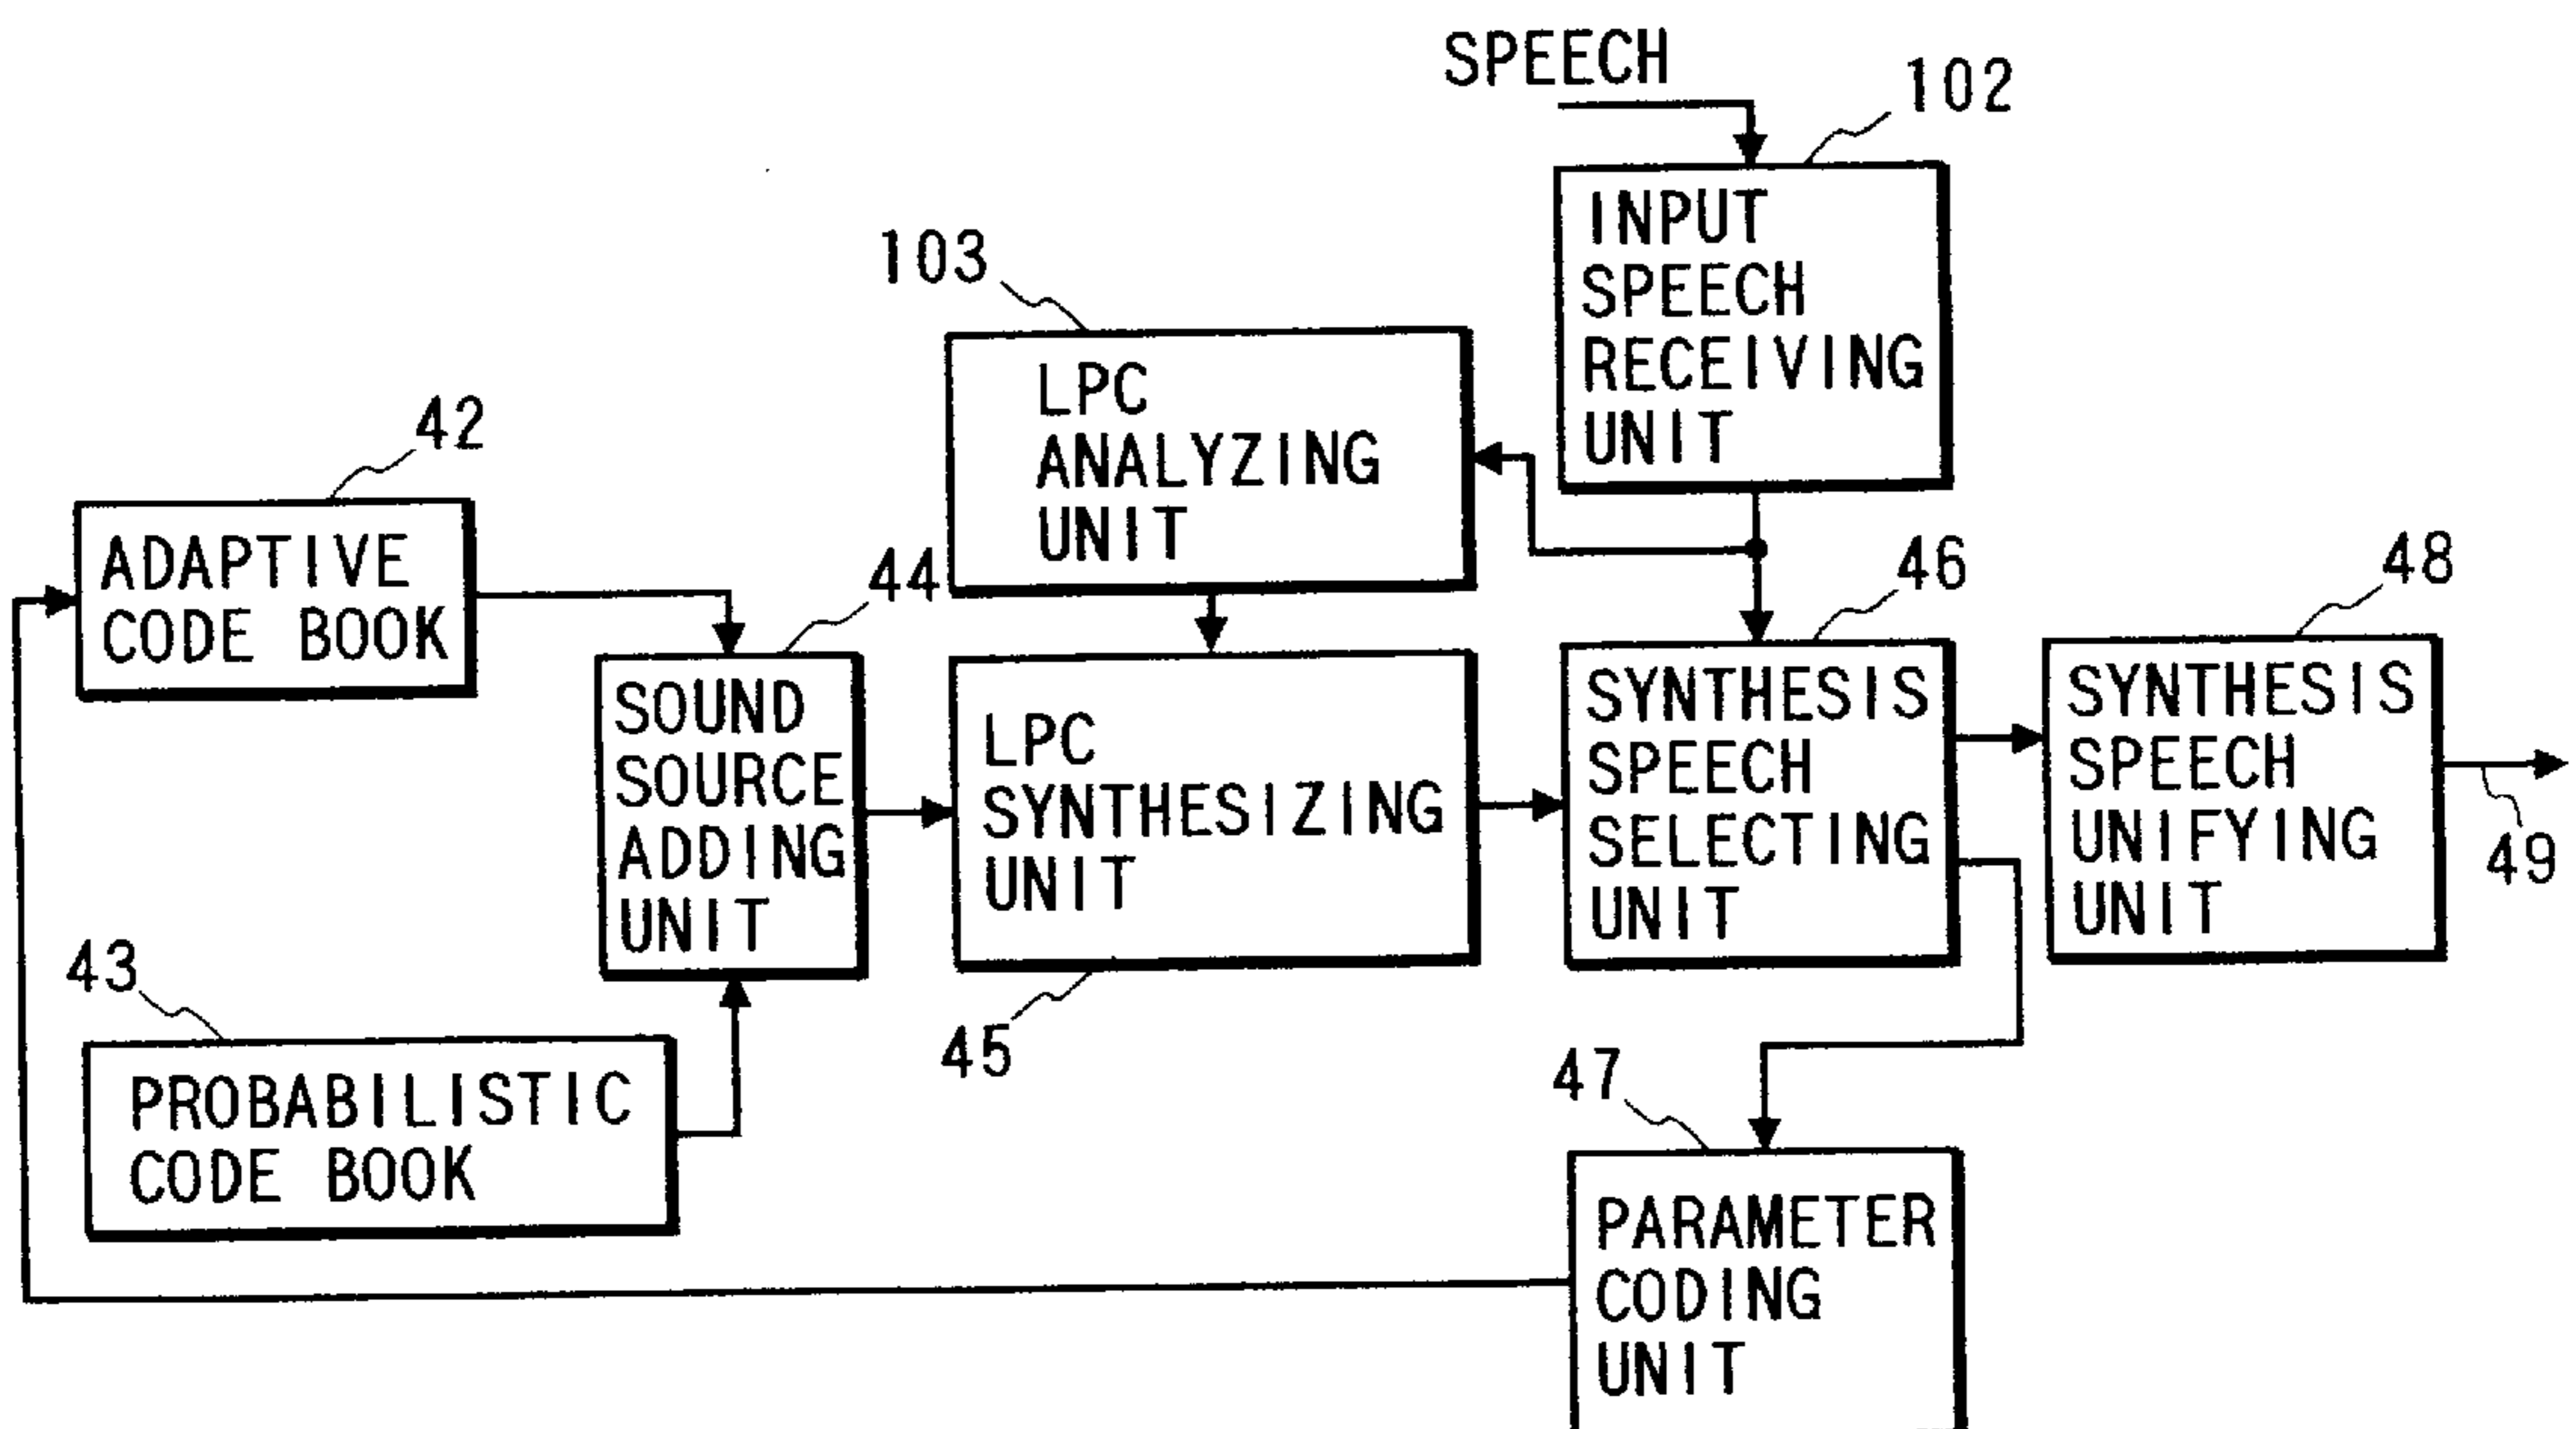 SPEECH
102
INPUT
SPEECH
RECEIVING
UNIT
103
LPC
ANALYZING
UNIT
42
ADAPTIVE
CODE BOOK
44
SOUND
SOURCE
ADDING
UNIT
43
PROBABILISTIC
CODE BOOK
LPC
SYNTHESIZING
UNIT
45
46
SYNTHESIS
SPEECH
SELECTING
UNIT
48
SYNTHESIS
SPEECH
UNIFYING
UNIT
49
47
PARAMETER
CODING
UNIT